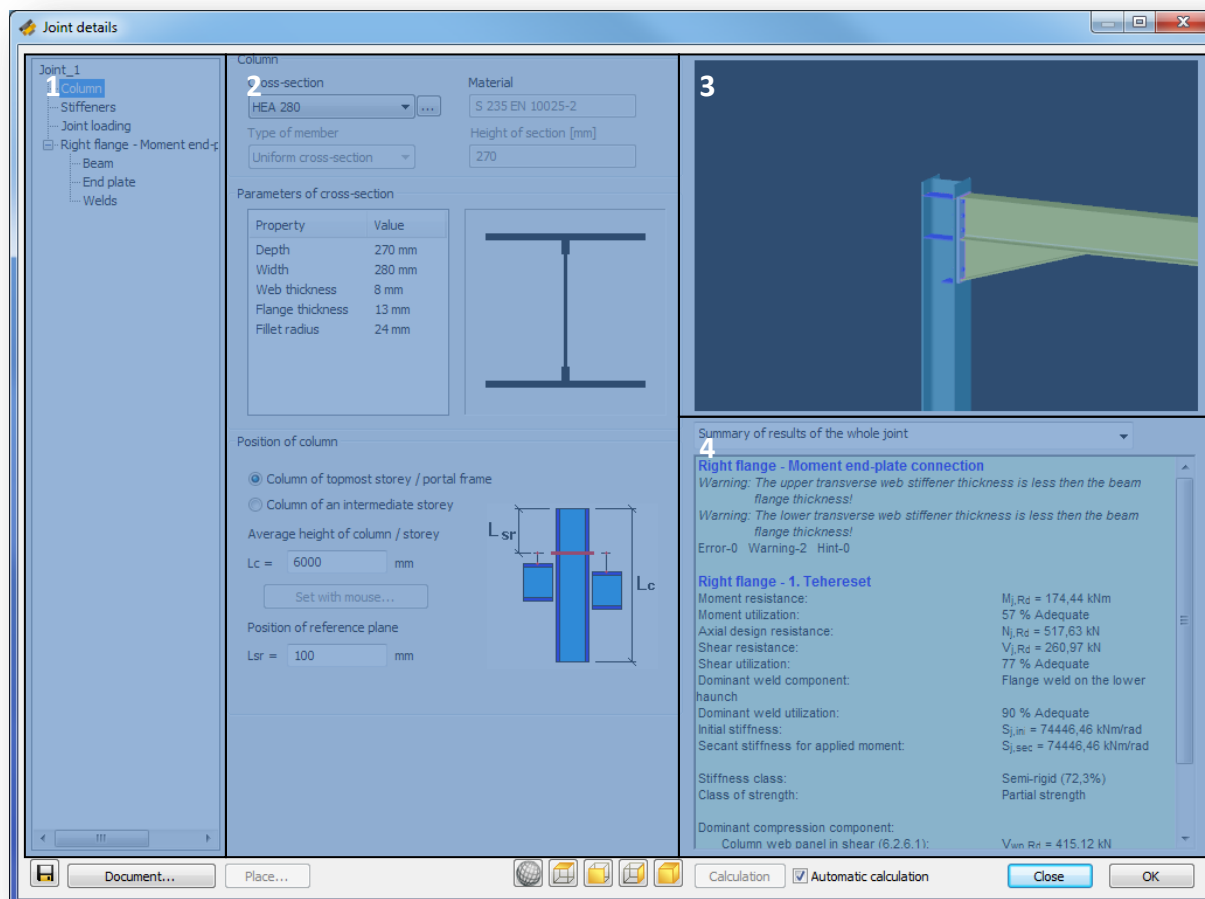 Joint details
1
Joint_1
Column
Stiffeners
Joint loading
Right flange - Moment end-p
Beam
End plate
Welds
2
Column
Cross-section
Material
HEA 280
...
S 235 EN 10025-2
Type of member
Height of section [mm]
Uniform cross-section
270
Parameters of cross-section
Property Value
Depth 270 mm
Width 280 mm
Web thickness 8 mm
Flange thickness 13 mm
Fillet radius 24 mm
Position of column
Column of topmost storey / portal frame
Column of an intermediate storey
Average height of column / storey
Lc = 6000 mm
Set with mouse...
Position of reference plane
Lsr = 100 mm
Lsr
Lc
3
4
Summary of results of the whole joint
Right flange - Moment end-plate connection
Warning: The upper transverse web stiffener thickness is less then the beam
flange thickness!
Warning: The lower transverse web stiffener thickness is less then the beam
flange thickness!
Error-0 Warning-2 Hint-0
Right flange - 1. Tehereset
Moment resistance: Mj,Rd = 174,44 kNm
Moment utilization: 57 % Adequate
Axial design resistance: Nj,Rd = 517,63 kN
Shear resistance: Vj,Rd = 260,97 kN
Shear utilization: 77 % Adequate
Dominant weld component: Flange weld on the lower
haunch
Dominant weld utilization: 90 % Adequate
Initial stiffness: Sj,ini = 74446,46 kNm/rad
Secant stiffness for applied moment: Sj,sec = 74446,46 kNm/rad
Stiffness class: Semi-rigid (72,3%)
Class of strength: Partial strength
Dominant compression component:
Column web panel in shear (6.2.6.1): Vwp,Rd = 415,12 kN
Document...
Place...
Calculation
Automatic calculation
Close
OK